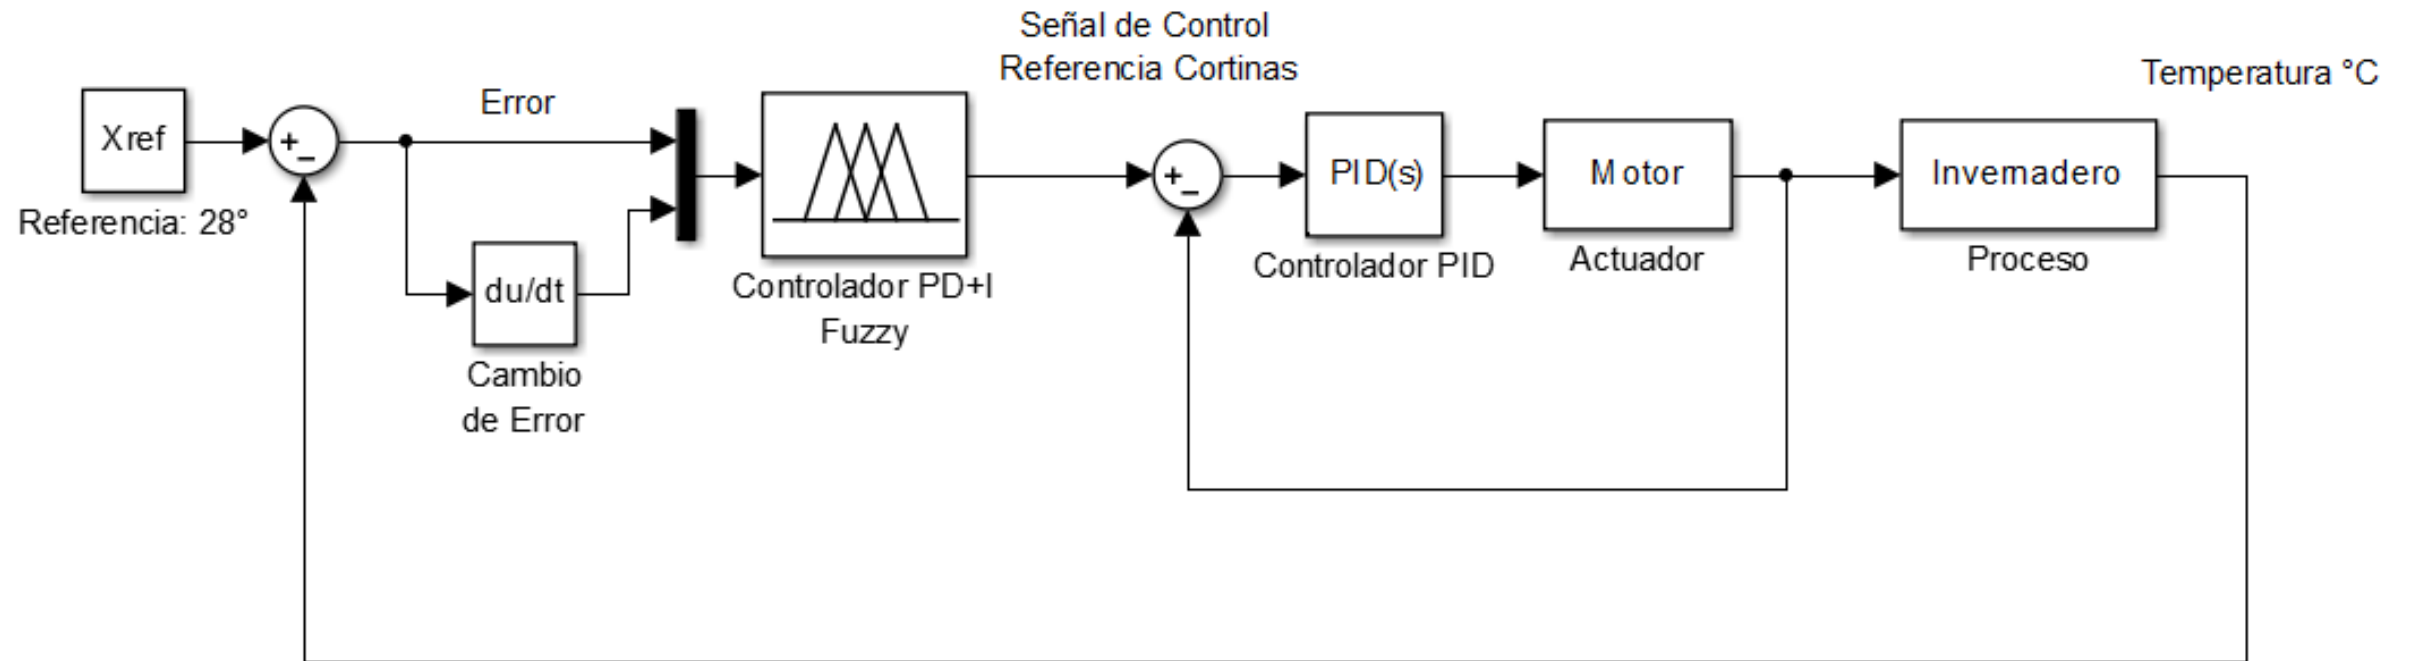 Señal de Control
Referencia Cortinas
Temperatura °C
Error
Xref
+
−
Referencia: 28°
du/dt
Cambio
de Error
Controlador PD+I
Fuzzy
+
−
PID(s)
Controlador PID
Motor
Actuador
Invernadero
Proceso